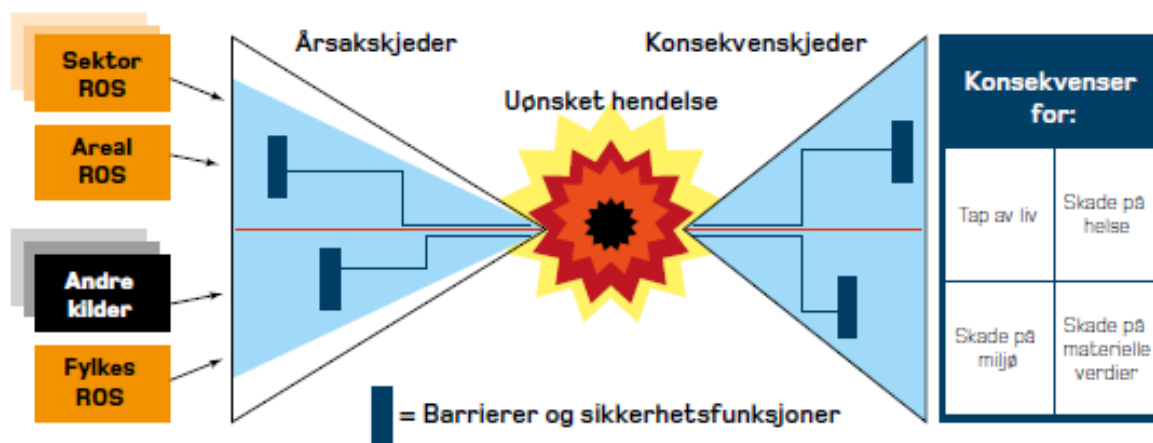 Sektor
ROS
Areal
ROS
Andre
kilder
Fylkes
ROS
Årsakskjeder
Uønsket hendelse
Konsekvenskjeder
= Barrierer og sikkerhetsfunksjoner
Konsekvenser
for:
Tap av liv
Skade på
helse
Skade på
miljø
Skade på
materielle
verdier